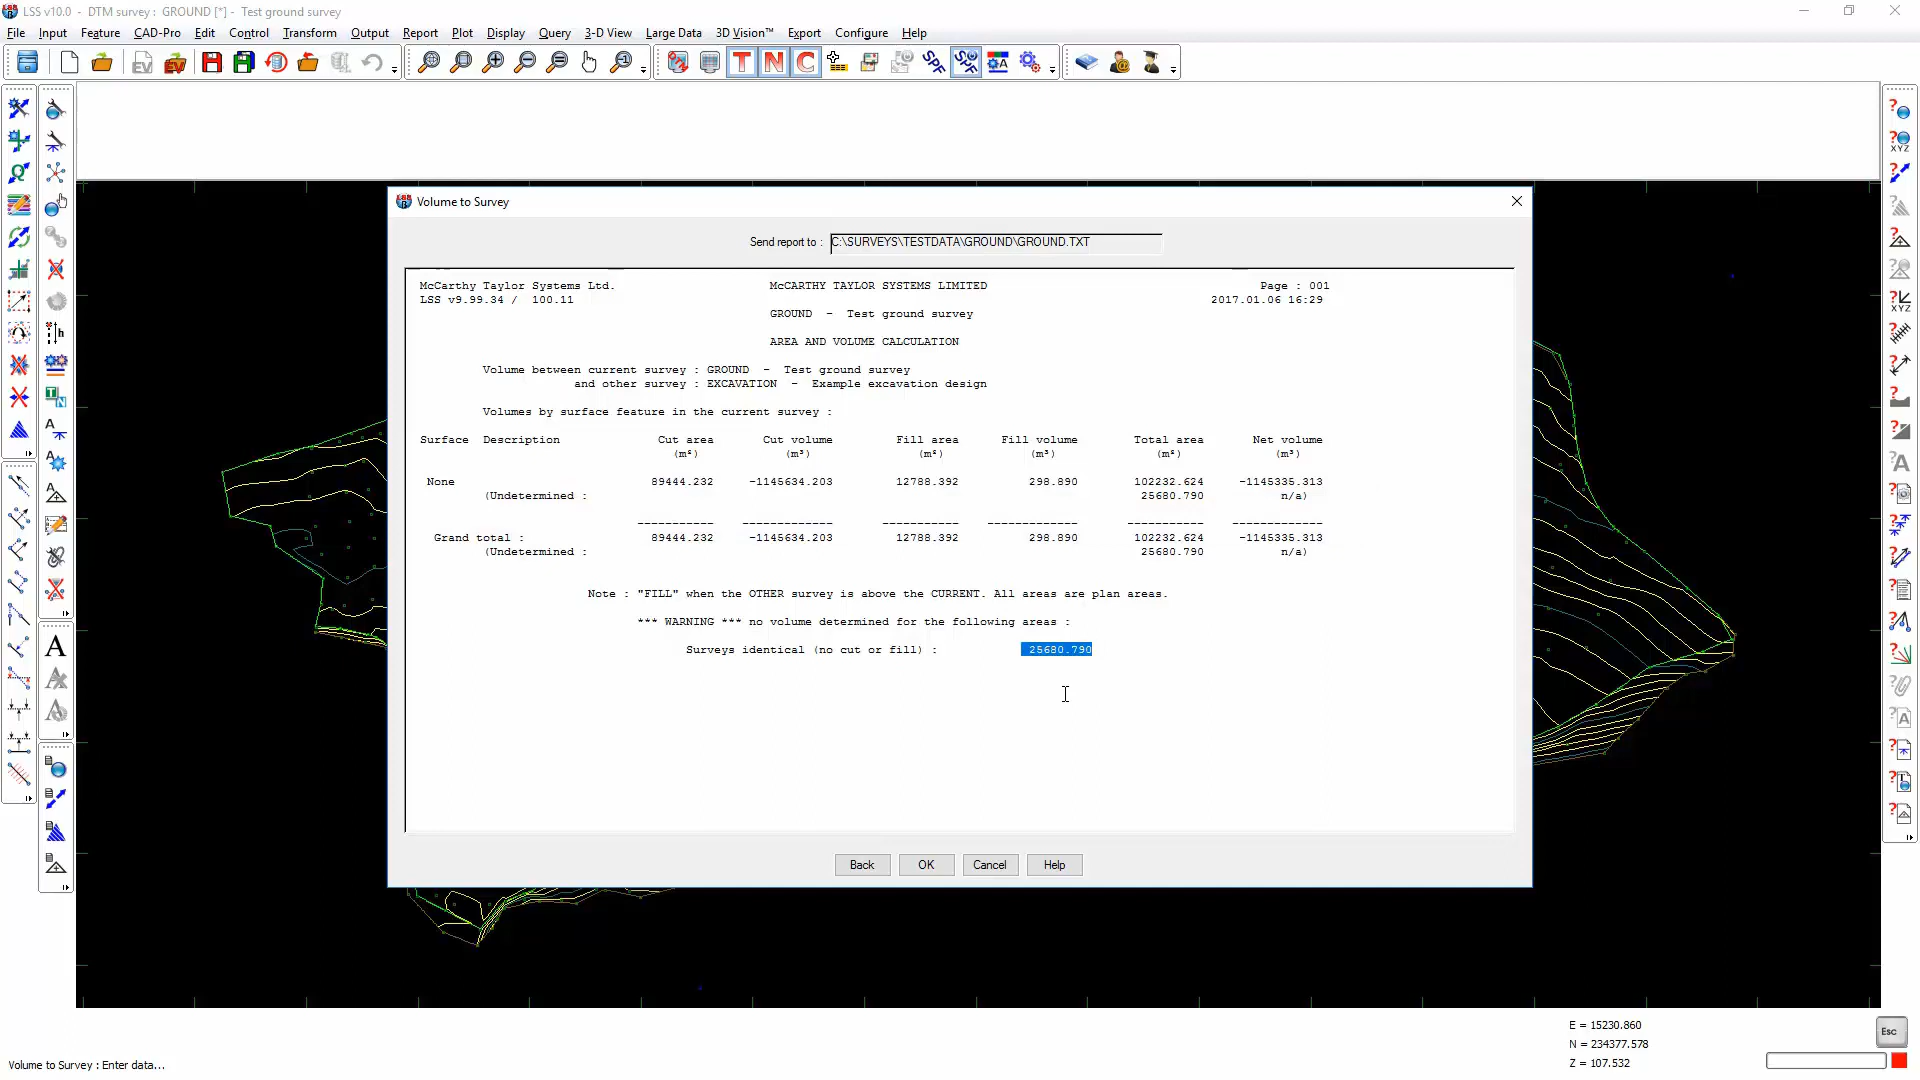 LSS v10.0 - DTM survey : GROUND [*] - Test ground survey
File Input Feature CAD-Pro Edit Control Transform Output Report Plot Display Query 3-D View Large Data 3D Vision™ Export Configure Help
EV EV T N C SPF
Volume to Survey
Send report to : C:\SURVEYS\TESTDATA\GROUND\GROUND.TXT
McCarthy Taylor Systems Ltd. McCARTHY TAYLOR SYSTEMS LIMITED Page : 001
LSS v9.99.34 / 100.11 2017.01.06 16:29
GROUND - Test ground survey
AREA AND VOLUME CALCULATION
Volume between current survey : GROUND - Test ground survey
and other survey : EXCAVATION - Example excavation design
Volumes by surface feature in the current survey :
Surface Description Cut area Cut volume Fill area Fill volume Total area Net volume
(m²) (m³) (m²) (m³) (m²) (m³)
None 89444.232 -1145634.203 12788.392 298.890 102232.624 -1145335.313
(Undetermined : 25680.790 n/a)
----------- ------------ ----------- ------------- ----------- -------------
Grand total : 89444.232 -1145634.203 12788.392 298.890 102232.624 -1145335.313
(Undetermined : 25680.790 n/a)
Note : "FILL" when the OTHER survey is above the CURRENT. All areas are plan areas.
*** WARNING *** no volume determined for the following areas :
Surveys identical (no cut or fill) : 25680.790
Back OK Cancel Help
E = 15230.860
N = 234377.578
Z = 107.532
Esc
Volume to Survey : Enter data...